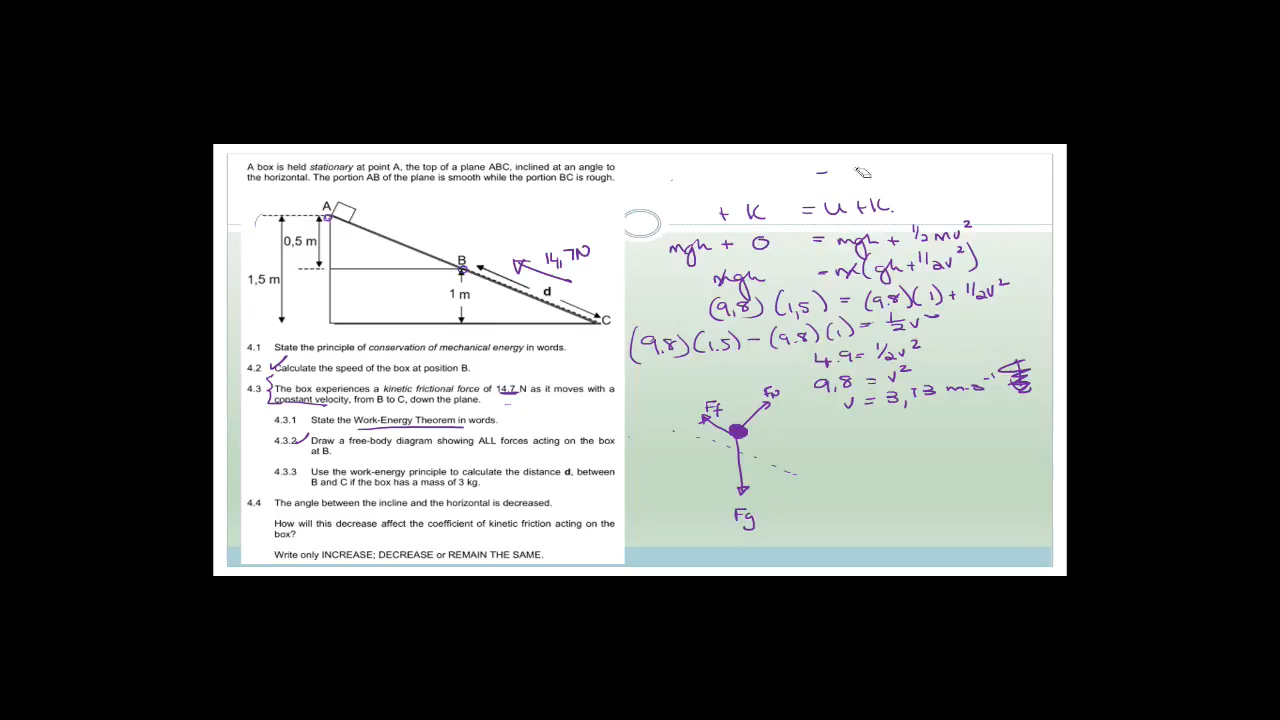 A box is held stationary at point A, the top of a plane ABC, inclined at an angle to
the horizontal. The portion AB of the plane is smooth while the portion BC is rough.
A
0,5 m
B
14,7N
1,5 m
1 m
d
C
4.1 State the principle of conservation of mechanical energy in words.
4.2 Calculate the speed of the box at position B.
4.3 The box experiences a kinetic frictional force of 14,7 N as it moves with a
constant velocity, from B to C, down the plane.
4.3.1 State the Work-Energy Theorem in words.
4.3.2 Draw a free-body diagram showing ALL forces acting on the box
at B.
4.3.3 Use the work-energy principle to calculate the distance d, between
B and C if the box has a mass of 3 kg.
4.4 The angle between the incline and the horizontal is decreased.
How will this decrease affect the coefficient of kinetic friction acting on the
box?
Write only INCREASE; DECREASE or REMAIN THE SAME.
+ K = U + K.
mgh + 0 = mgh + 1/2 mv²
mgh = m(gh + 1/2v²)
(9,8)(1,5) = (9.8)(1) + 1/2v²
(9.8)(1.5) - (9.8)(1) = 1/2 v²
4.9 = 1/2v²
9,8 = v²
v = 3,13 m·s⁻¹
Ff
FN
Fg